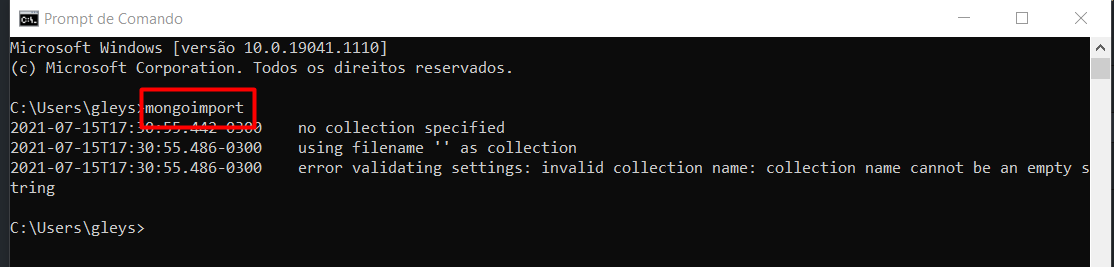 Prompt de Comando
Microsoft Windows [versão 10.0.19041.1110]
(c) Microsoft Corporation. Todos os direitos reservados.
C:\Users\gleys>mongoimport
2021-07-15T17:30:55.442-0300    no collection specified
2021-07-15T17:30:55.486-0300    using filename '' as collection
2021-07-15T17:30:55.486-0300    error validating settings: invalid collection name: collection name cannot be an empty s
tring
C:\Users\gleys>